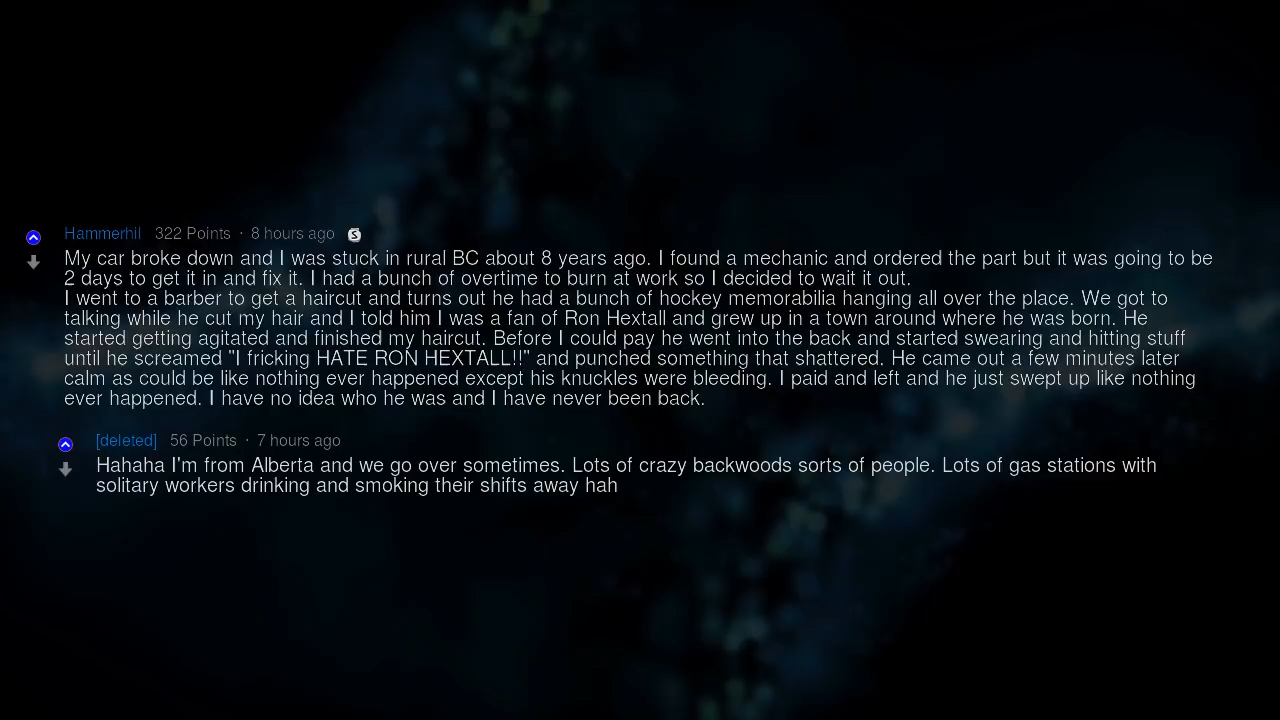 Hammerhil 322 Points · 8 hours ago
My car broke down and I was stuck in rural BC about 8 years ago. I found a mechanic and ordered the part but it was going to be
2 days to get it in and fix it. I had a bunch of overtime to burn at work so I decided to wait it out.
I went to a barber to get a haircut and turns out he had a bunch of hockey memorabilia hanging all over the place. We got to
talking while he cut my hair and I told him I was a fan of Ron Hextall and grew up in a town around where he was born. He
started getting agitated and finished my haircut. Before I could pay he went into the back and started swearing and hitting stuff
until he screamed "I fricking HATE RON HEXTALL!!" and punched something that shattered. He came out a few minutes later
calm as could be like nothing ever happened except his knuckles were bleeding. I paid and left and he just swept up like nothing
ever happened. I have no idea who he was and I have never been back.
[deleted] 56 Points · 7 hours ago
Hahaha I'm from Alberta and we go over sometimes. Lots of crazy backwoods sorts of people. Lots of gas stations with
solitary workers drinking and smoking their shifts away hah